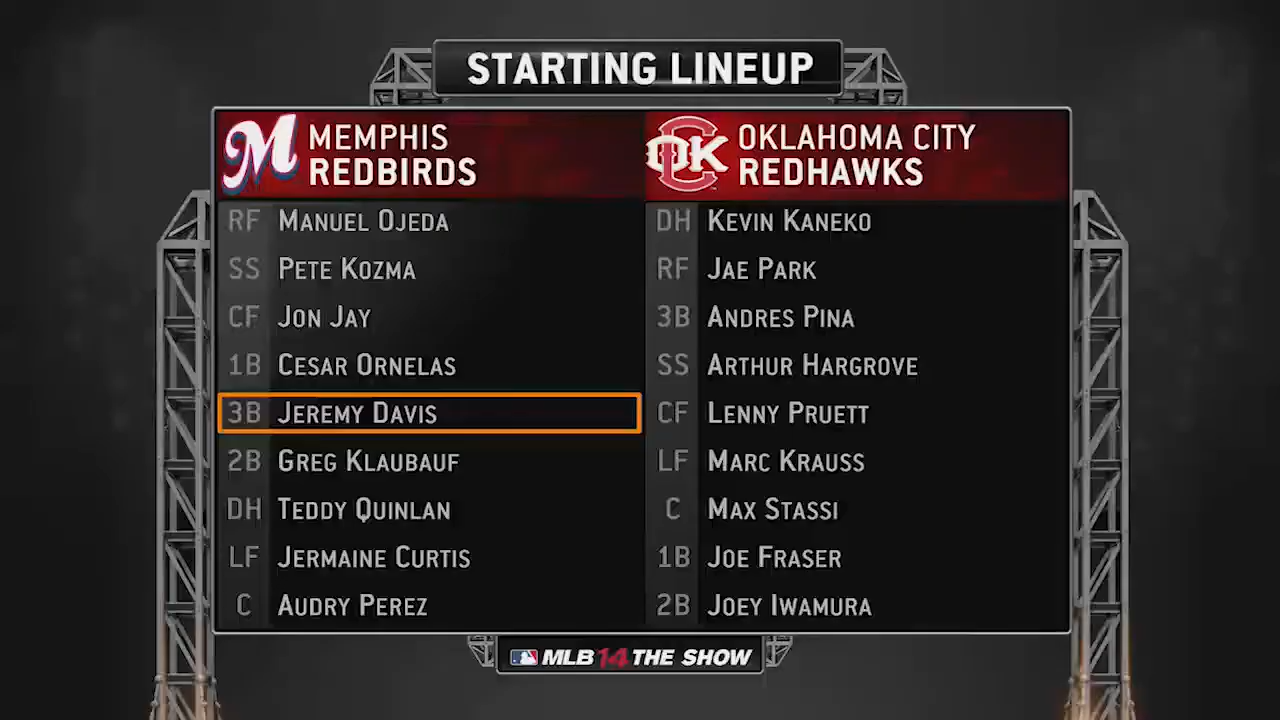 STARTING LINEUP
M MEMPHIS
REDBIRDS
RF MANUEL OJEDA
SS PETE KOZMA
CF JON JAY
1B CESAR ORNELAS
3B JEREMY DAVIS
2B GREG KLAUBAUF
DH TEDDY QUINLAN
LF JERMAINE CURTIS
C AUDRY PEREZ
OKC OKLAHOMA CITY
REDHAWKS
DH KEVIN KANEKO
RF JAE PARK
3B ANDRES PINA
SS ARTHUR HARGROVE
CF LENNY PRUETT
LF MARC KRAUSS
C MAX STASSI
1B JOE FRASER
2B JOEY IWAMURA
MLB 14 THE SHOW